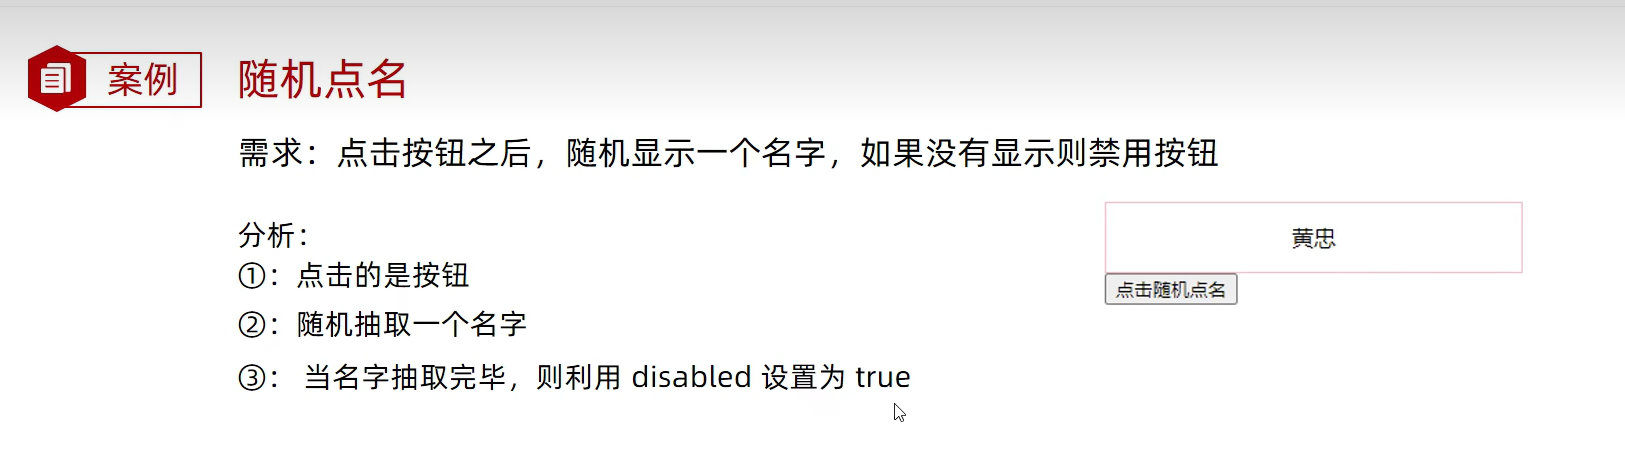 案例
随机点名
需求：点击按钮之后，随机显示一个名字，如果没有显示则禁用按钮
分析：
①：点击的是按钮
②：随机抽取一个名字
③： 当名字抽取完毕，则利用 disabled 设置为 true
黄忠
点击随机点名